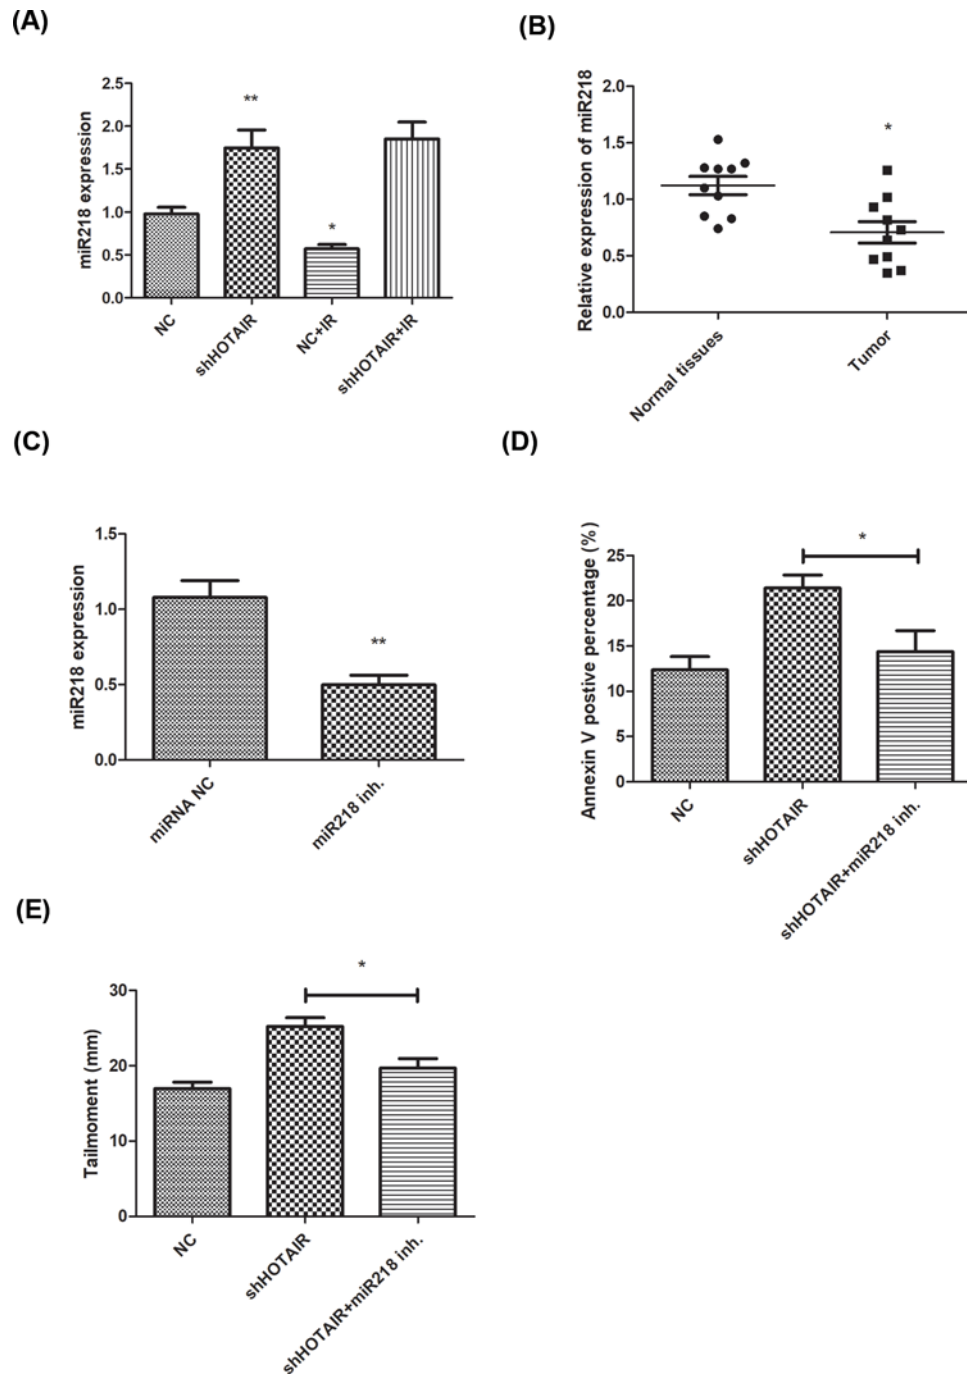 (A)
miR218 expression
2.5
2.0
1.5
1.0
0.5
0.0
**
*
NC
shHOTAIR
NC+IR
shHOTAIR+IR
(B)
Relative expression of miR218
2.0
1.5
1.0
0.5
0.0
*
Normal tissues
Tumor
(C)
miR218 expression
1.5
1.0
0.5
0.0
**
miRNA NC
miR218 inh.
(D)
Annexin V postive percentage (%)
25
20
15
10
5
0
*
NC
shHOTAIR
shHOTAIR+miR218 inh.
(E)
Tailmoment (mm)
30
20
10
0
*
NC
shHOTAIR
shHOTAIR+miR218 inh.